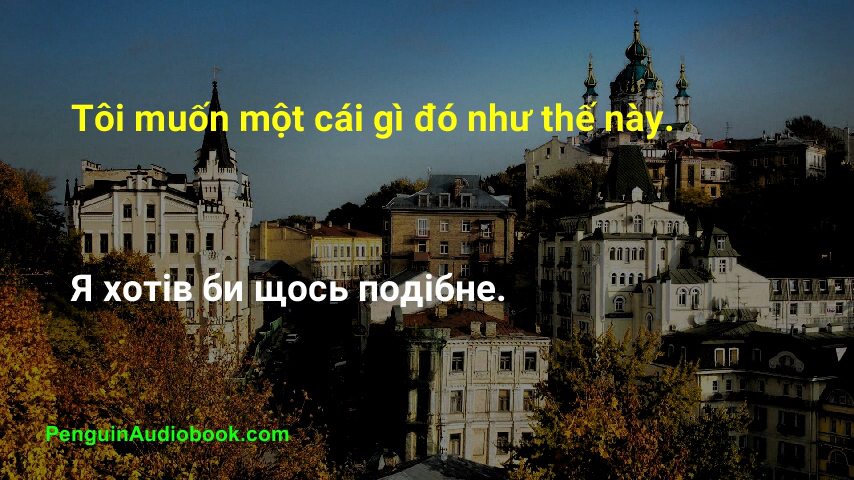 Tôi muốn một cái gì đó như thế này.
Я хотів би щось подібне.
PenguinAudiobook.com